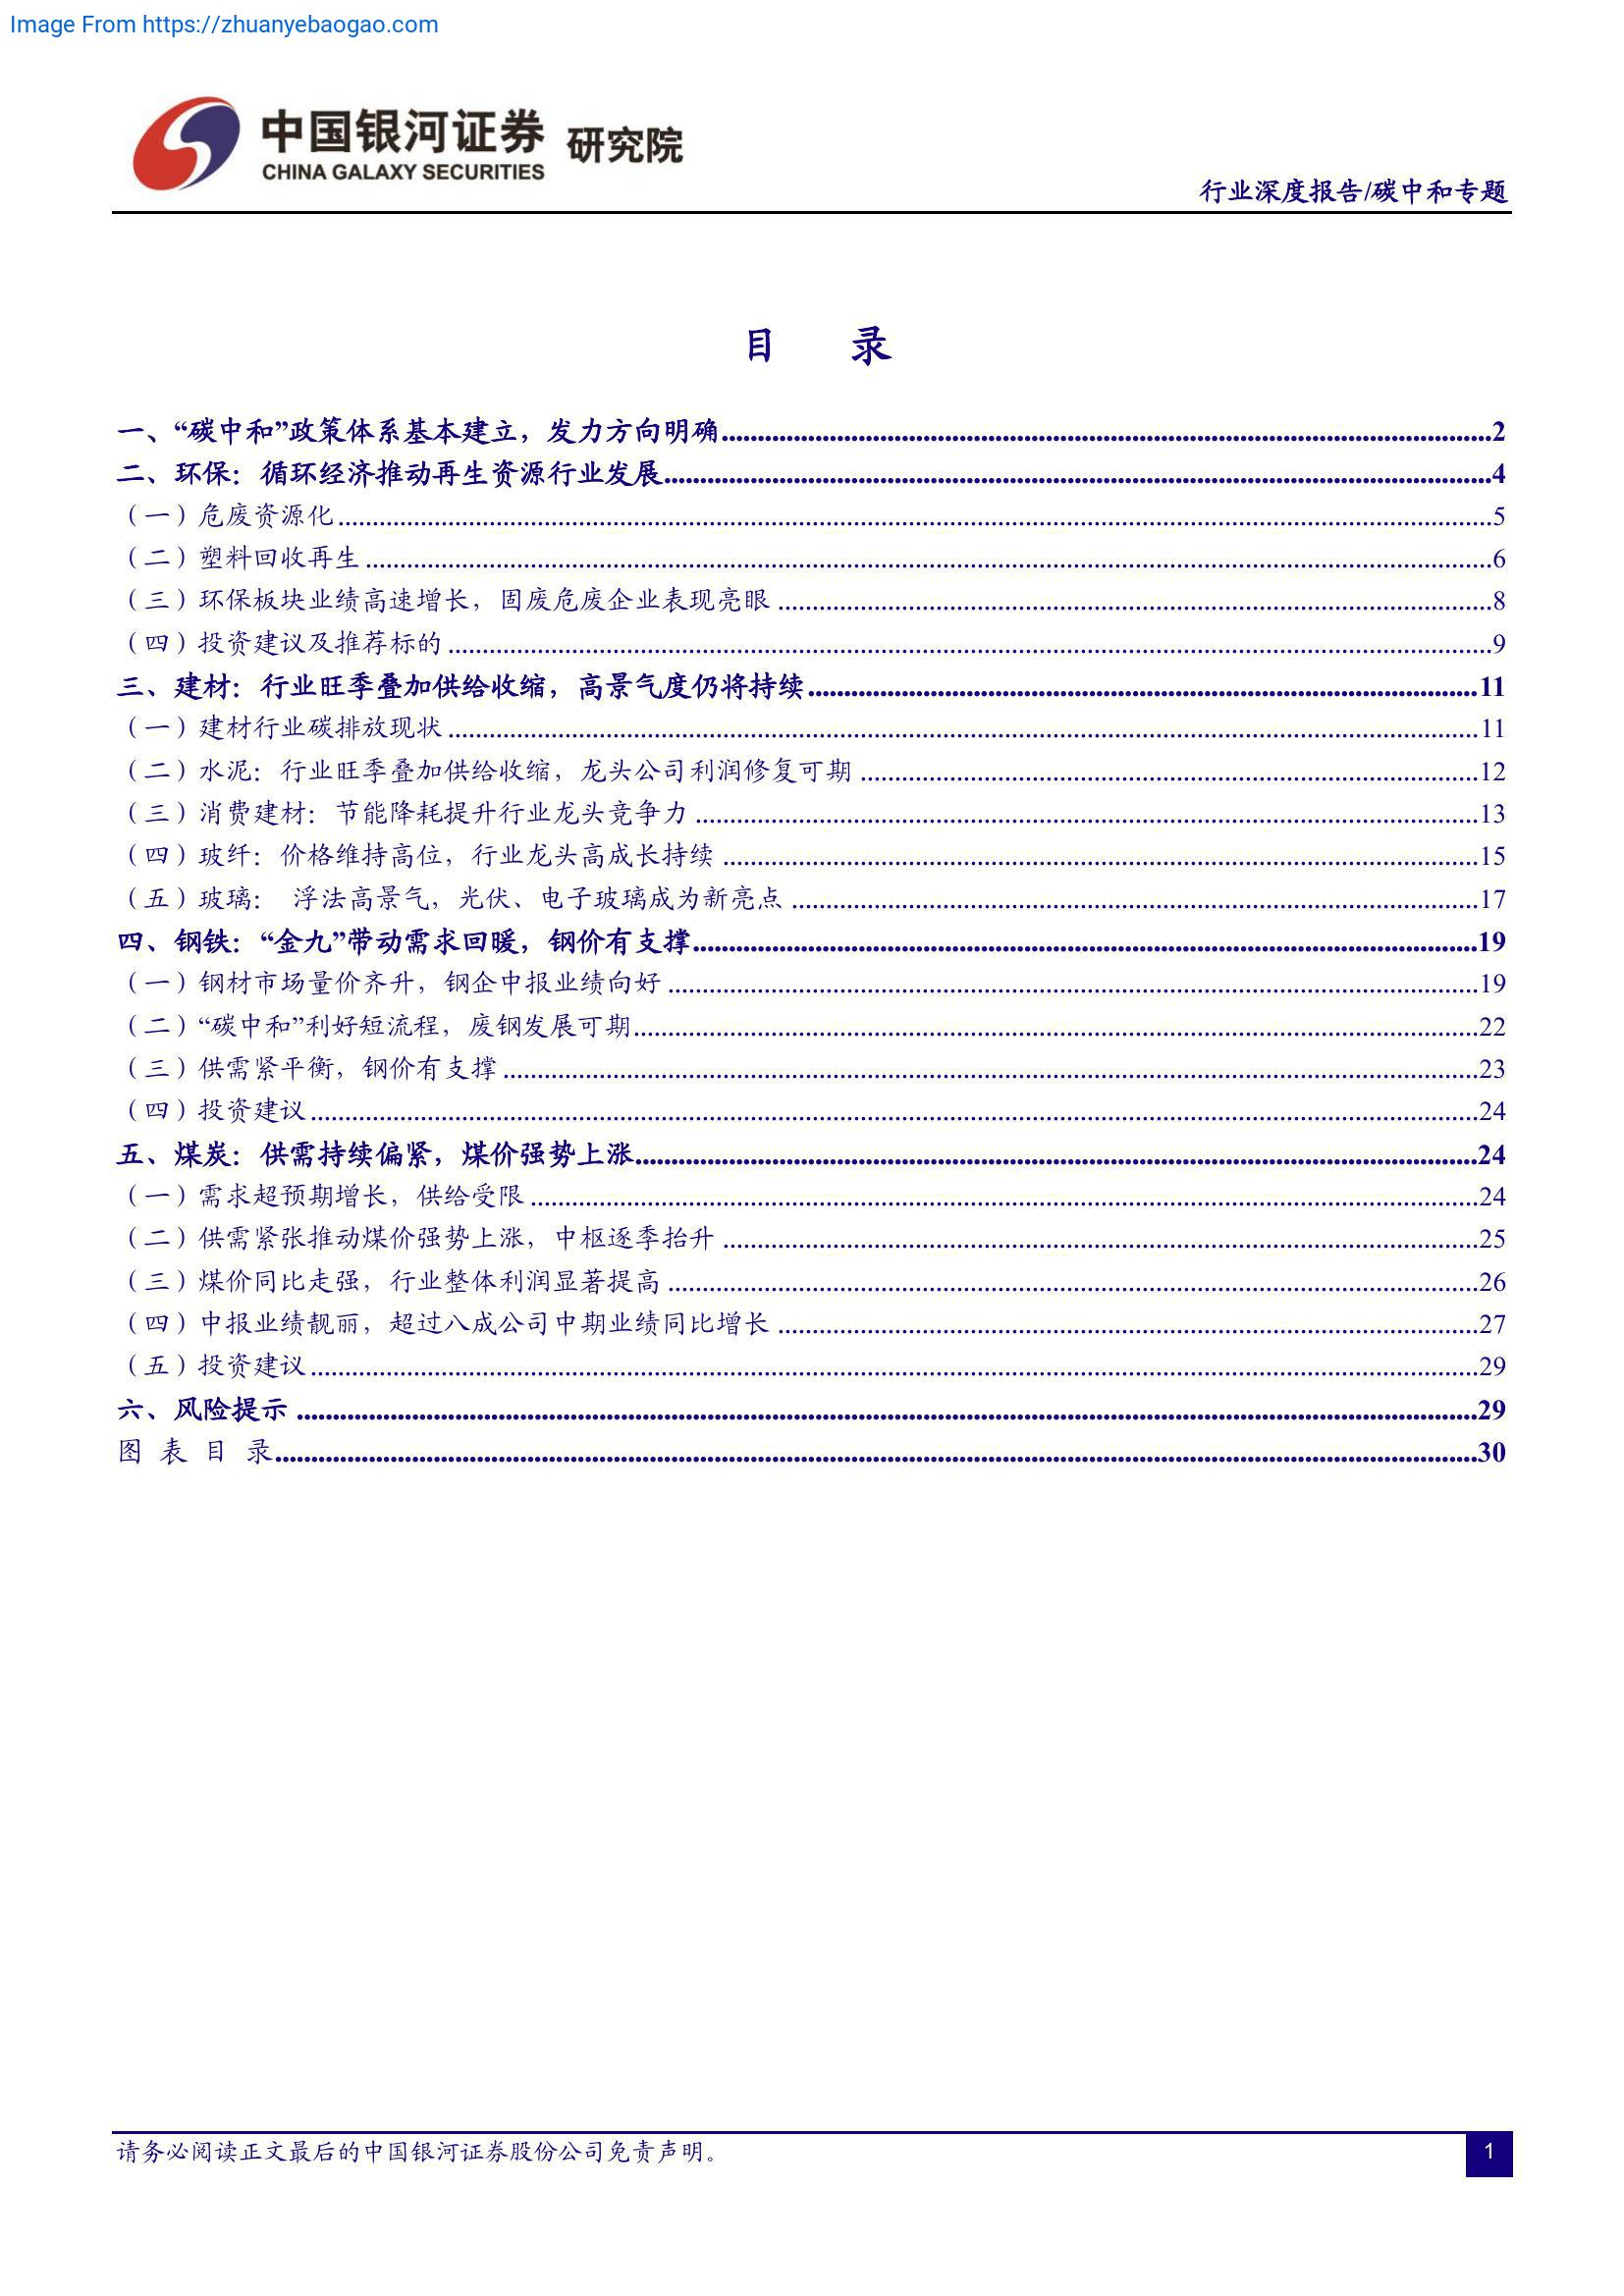 Image From https://zhuanyebaogao.com
中国银河证券 研究院
CHINA GALAXY SECURITIES
行业深度报告/碳中和专题
目 录
一、“碳中和”政策体系基本建立，发力方向明确........2
二、环保：循环经济推动再生资源行业发展........4
（一）危废资源化........5
（二）塑料回收再生........6
（三）环保板块业绩高速增长，固废危废企业表现亮眼........8
（四）投资建议及推荐标的........9
三、建材：行业旺季叠加供给收缩，高景气度仍将持续........11
（一）建材行业碳排放现状........11
（二）水泥：行业旺季叠加供给收缩，龙头公司利润修复可期........12
（三）消费建材：节能降耗提升行业龙头竞争力........13
（四）玻纤：价格维持高位，行业龙头高成长持续........15
（五）玻璃： 浮法高景气，光伏、电子玻璃成为新亮点........17
四、钢铁：“金九”带动需求回暖，钢价有支撑........19
（一）钢材市场量价齐升，钢企中报业绩向好........19
（二）“碳中和”利好短流程，废钢发展可期........22
（三）供需紧平衡，钢价有支撑........23
（四）投资建议........24
五、煤炭：供需持续偏紧，煤价强势上涨........24
（一）需求超预期增长，供给受限........24
（二）供需紧张推动煤价强势上涨，中枢逐季抬升........25
（三）煤价同比走强，行业整体利润显著提高........26
（四）中报业绩靓丽，超过八成公司中期业绩同比增长........27
（五）投资建议........29
六、风险提示........29
图 表 目 录........30
请务必阅读正文最后的中国银河证券股份公司免责声明。
1